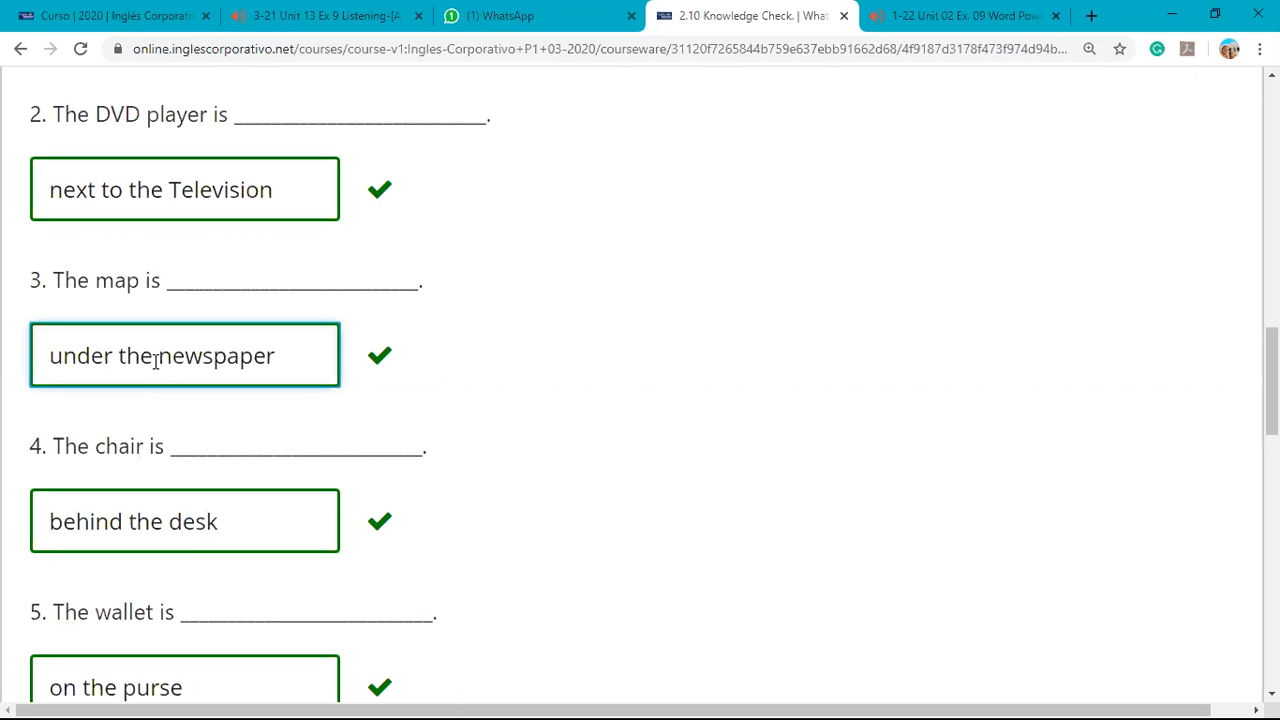 Curso | 2020 | Inglés Corporati
3-21 Unit 13 Ex 9 Listening-[A
(1) WhatsApp
2.10 Knowledge Check. | What
1-22 Unit 02 Ex. 09 Word Pow
online.inglescorporativo.net/courses/course-v1:Ingles-Corporativo+P1+03-2020/courseware/31120f7265844b759e637ebb91662d68/4f9187d3178f473f974d94b...
2. The DVD player is ________________________.
next to the Television
3. The map is ________________________.
under the newspaper
4. The chair is ________________________.
behind the desk
5. The wallet is ________________________.
on the purse